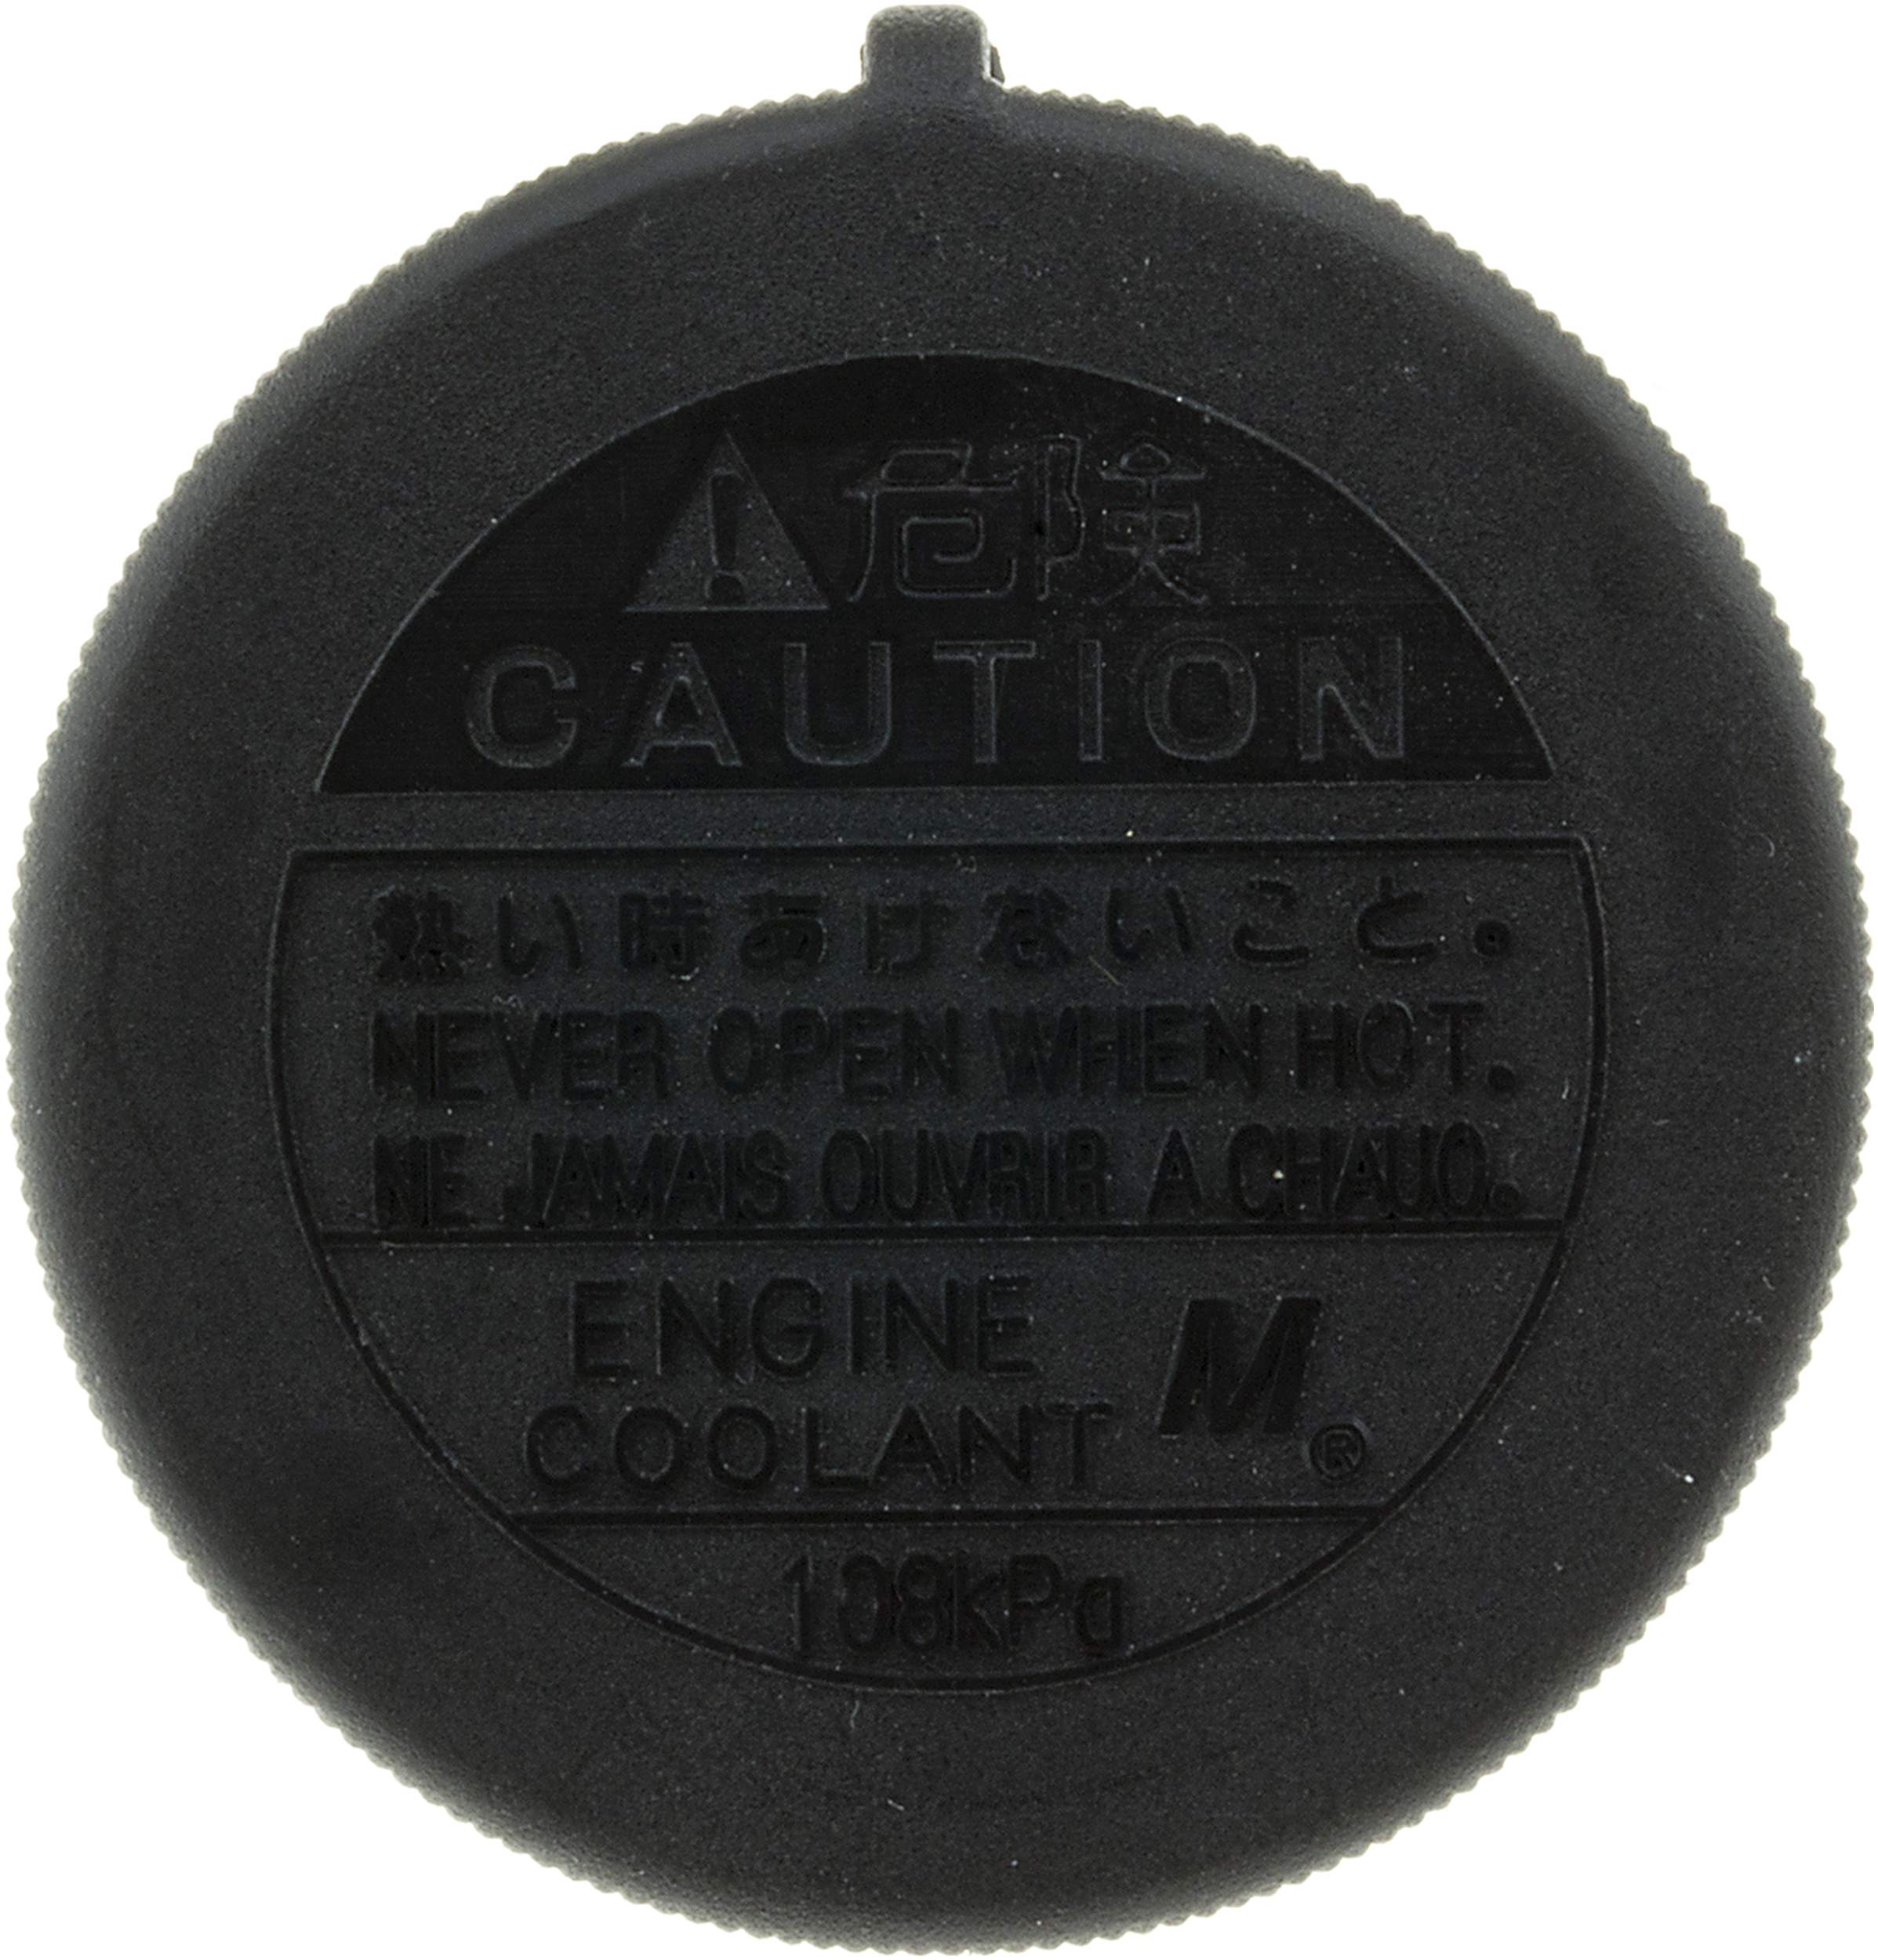 危険
CAUTION
熱い時あけないこと。
NEVER OPEN WHEN HOT.
NE JAMAIS OUVRIR A CHAUD.
ENGINE
COOLANT M®
108kPa